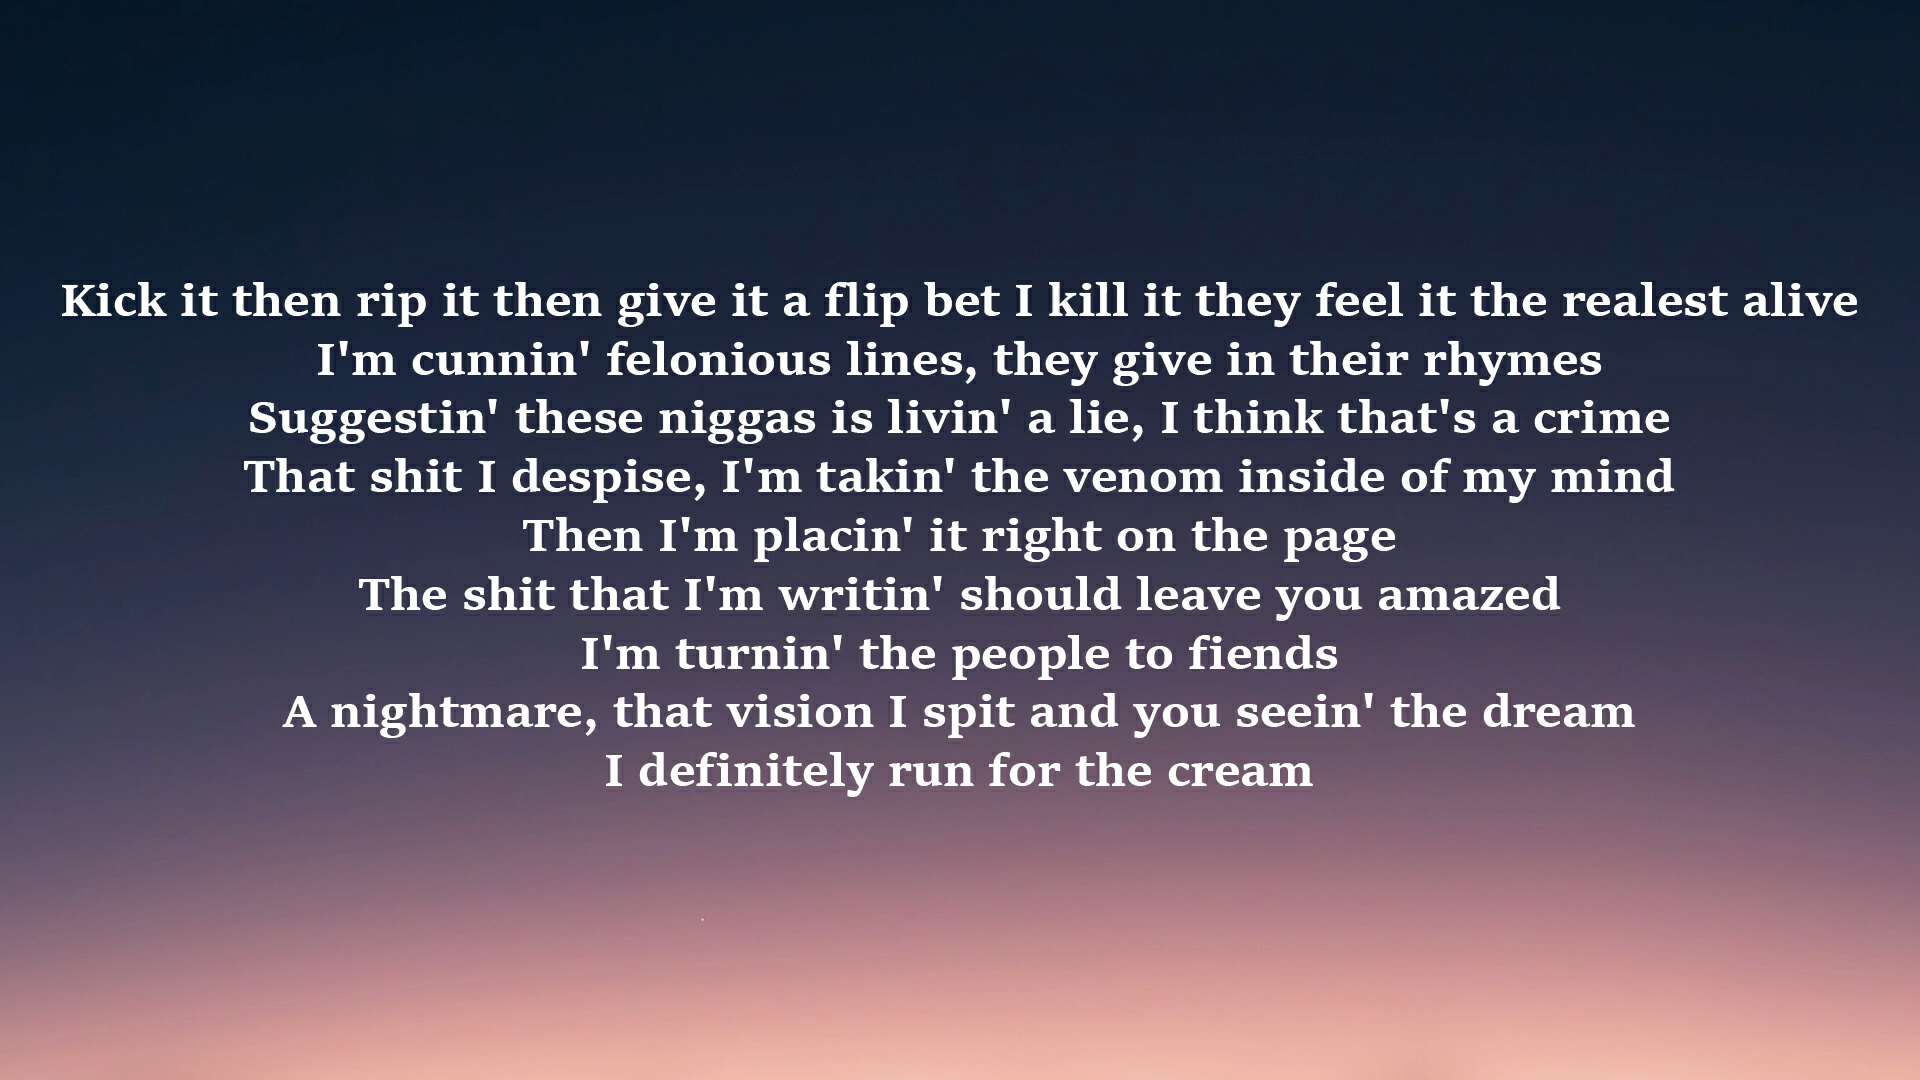 Kick it then rip it then give it a flip bet I kill it they feel it the realest alive
I'm cunnin' felonious lines, they give in their rhymes
Suggestin' these niggas is livin' a lie, I think that's a crime
That shit I despise, I'm takin' the venom inside of my mind
Then I'm placin' it right on the page
The shit that I'm writin' should leave you amazed
I'm turnin' the people to fiends
A nightmare, that vision I spit and you seein' the dream
I definitely run for the cream